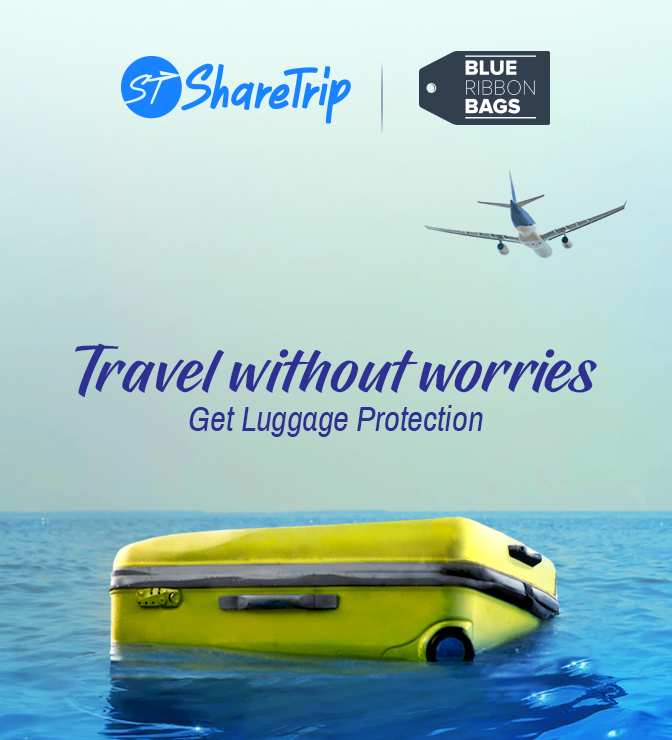 ST ShareTrip
BLUE
RIBBON
BAGS
Travel without worries
Get Luggage Protection